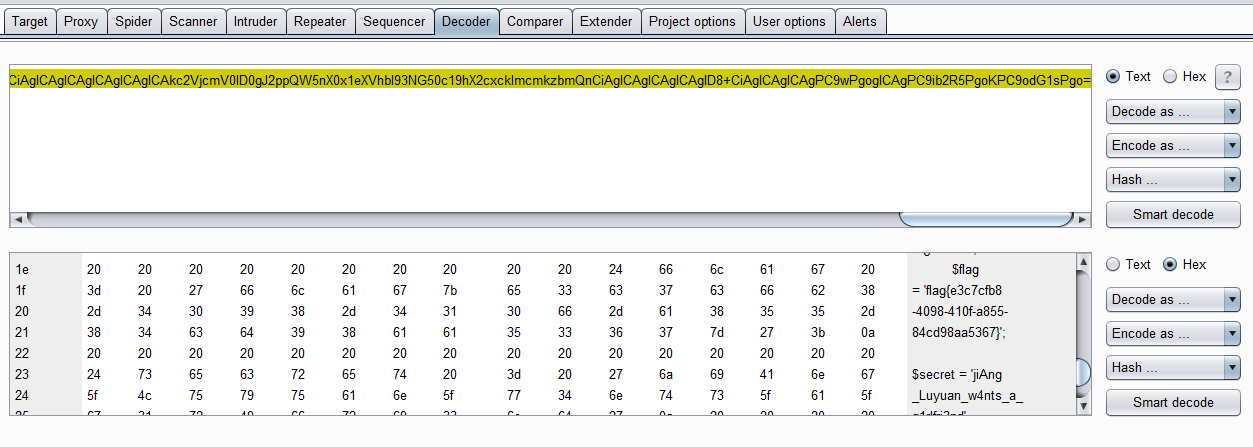 Target Proxy Spider Scanner Intruder Repeater Sequencer Decoder Comparer Extender Project options User options Alerts
CiAgICAgICAgICAgICAgICAkc2VjcmV0ID0gJ2ppQW5nX0x1eXVhbl93NG50c19hX2cxcklmcmkzbmQnCiAgICAgICAgICAgID8+CiAgICAgICAgPC9wPgogICAgPC9ib2R5PgoKPC9odG1sPgo=
Text Hex ?
Decode as ...
Encode as ...
Hash ...
Smart decode
1e 20 20 20 20 20 20 20 20 20 20 24 66 6c 61 67 20 $flag
1f 3d 20 27 66 6c 61 67 7b 65 33 63 37 63 66 62 38 = 'flag{e3c7cfb8
20 2d 34 30 39 38 2d 34 31 30 66 2d 61 38 35 35 2d -4098-410f-a855-
21 38 34 63 64 39 38 61 61 35 33 36 37 7d 27 3b 0a 84cd98aa5367}';
22 20 20 20 20 20 20 20 20 20 20 20 20 20 20 20 20
23 24 73 65 63 72 65 74 20 3d 20 27 6a 69 41 6e 67 $secret = 'jiAng
24 5f 4c 75 79 75 61 6e 5f 77 34 6e 74 73 5f 61 5f _Luyuan_w4nts_a_
Text Hex
Decode as ...
Encode as ...
Hash ...
Smart decode